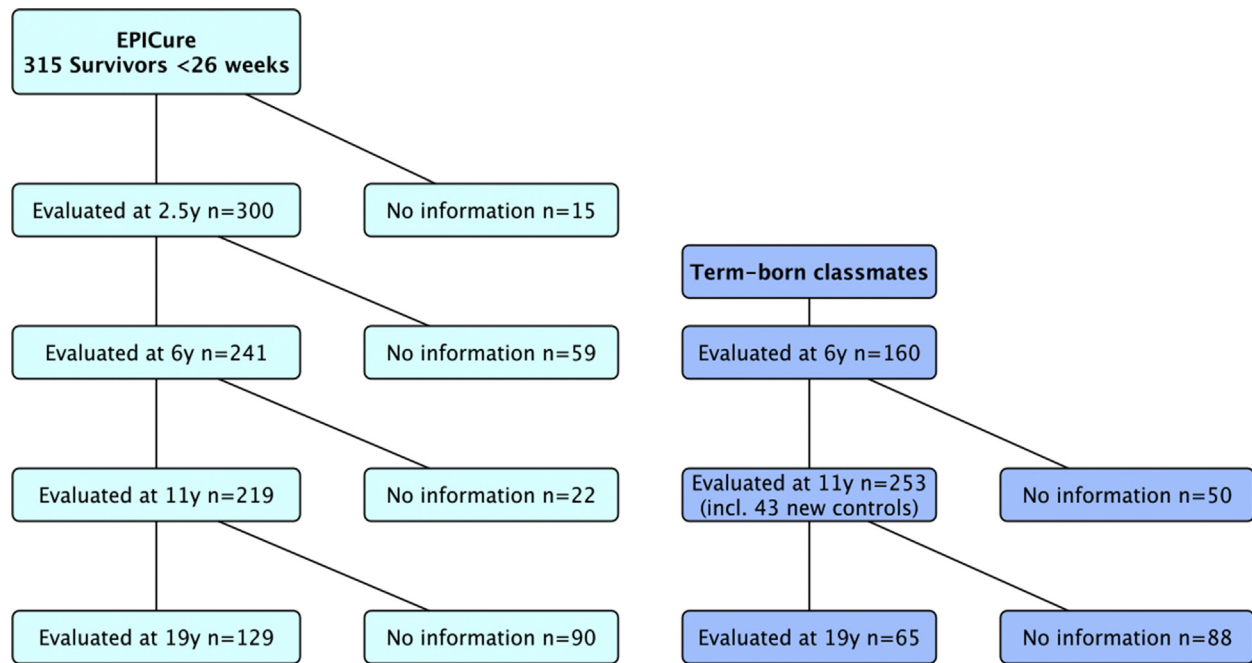 EPICure
315 Survivors <26 weeks
Evaluated at 2.5y n=300
No information n=15
Term-born classmates
Evaluated at 6y n=241
No information n=59
Evaluated at 6y n=160
Evaluated at 11y n=219
No information n=22
Evaluated at 11y n=253
(incl. 43 new controls)
No information n=50
Evaluated at 19y n=129
No information n=90
Evaluated at 19y n=65
No information n=88